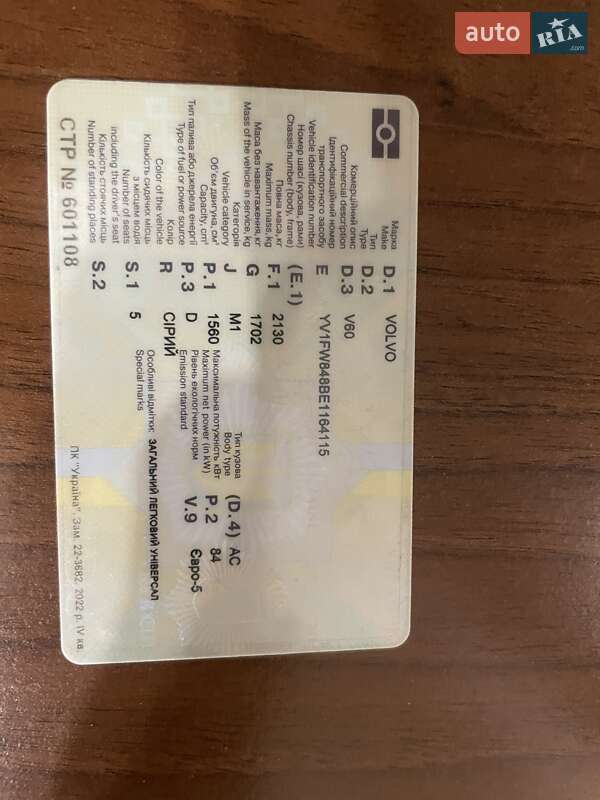 auto RIA.com
Марка
Make D.1 VOLVO
Тип
Type D.2
Комерційний опис
Commercial description D.3 V60
Ідентифікаційний номер
транспортного засобу
Vehicle identification number E YV1FW848BE1164115
Номер шасі (кузова, рами)
Chassis number (body, frame) (E.1)
Повна маса, кг
Maximum mass, kg F.1 2130
Маса без навантаження, кг
Mass of the vehicle in service, kg G 1702
Категорія
Vehicle category J M1
Тип кузова
Body type (D.4) AC
Об'єм двигуна, см³
Capacity, cm³ P.1 1560
Максимальна потужність кВт
Maximum net power (in kW) P.2 84
Тип палива або джерела енергії
Type of fuel or power source P.3 D
Рівень екологічних норм
Emission standard V.9 Євро-5
Колір
Color of the vehicle R СІРИЙ
Кількість сидячих місць
з місцем водія
Number of seats
including the driver's seat S.1 5
Особливі відмітки: ЗАГАЛЬНИЙ ЛЕГКОВИЙ УНІВЕРСАЛ
Special marks
Кількість стоячих місць
Number of standing places S.2
СТР № 601108
ПК "Україна". Зам. 22-3682. 2022 р. IV кв.